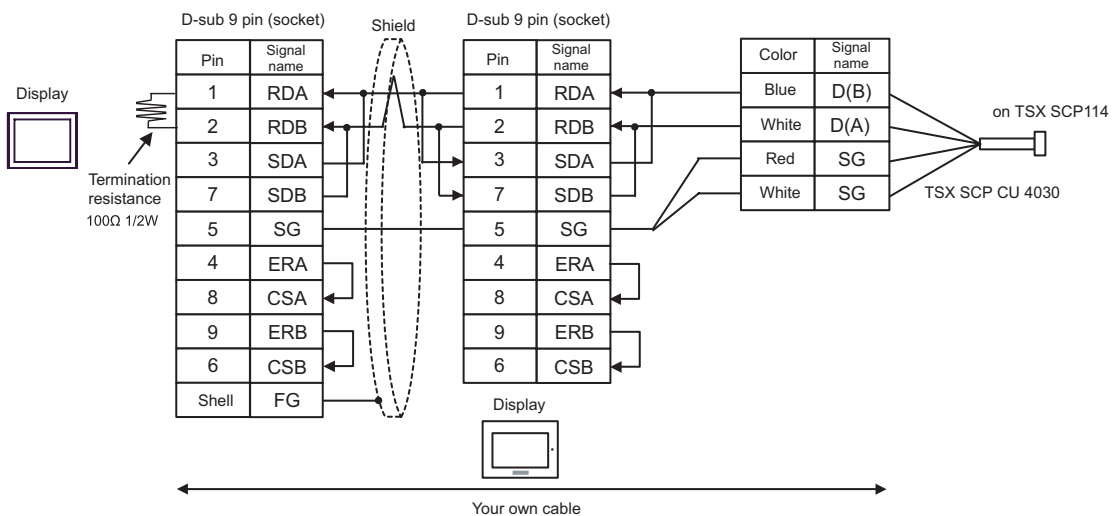 D-sub 9 pin (socket)
Shield
D-sub 9 pin (socket)
Display
Pin Signal name
1 RDA
2 RDB
3 SDA
7 SDB
5 SG
4 ERA
8 CSA
9 ERB
6 CSB
Shell FG
Termination
resistance
100Ω 1/2W
Pin Signal name
1 RDA
2 RDB
3 SDA
7 SDB
5 SG
4 ERA
8 CSA
9 ERB
6 CSB
Display
Color Signal name
Blue D(B)
White D(A)
Red SG
White SG
on TSX SCP114
TSX SCP CU 4030
Your own cable